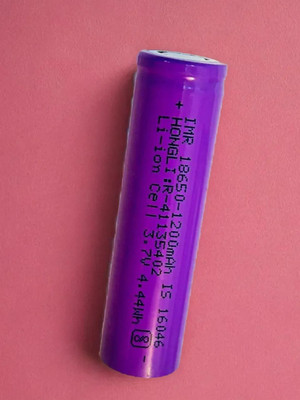 + IMR 18650-1200mAh IS 16046
HONGLI:R-41135402
Li-ion Cell 3.7V 4.44Wh -